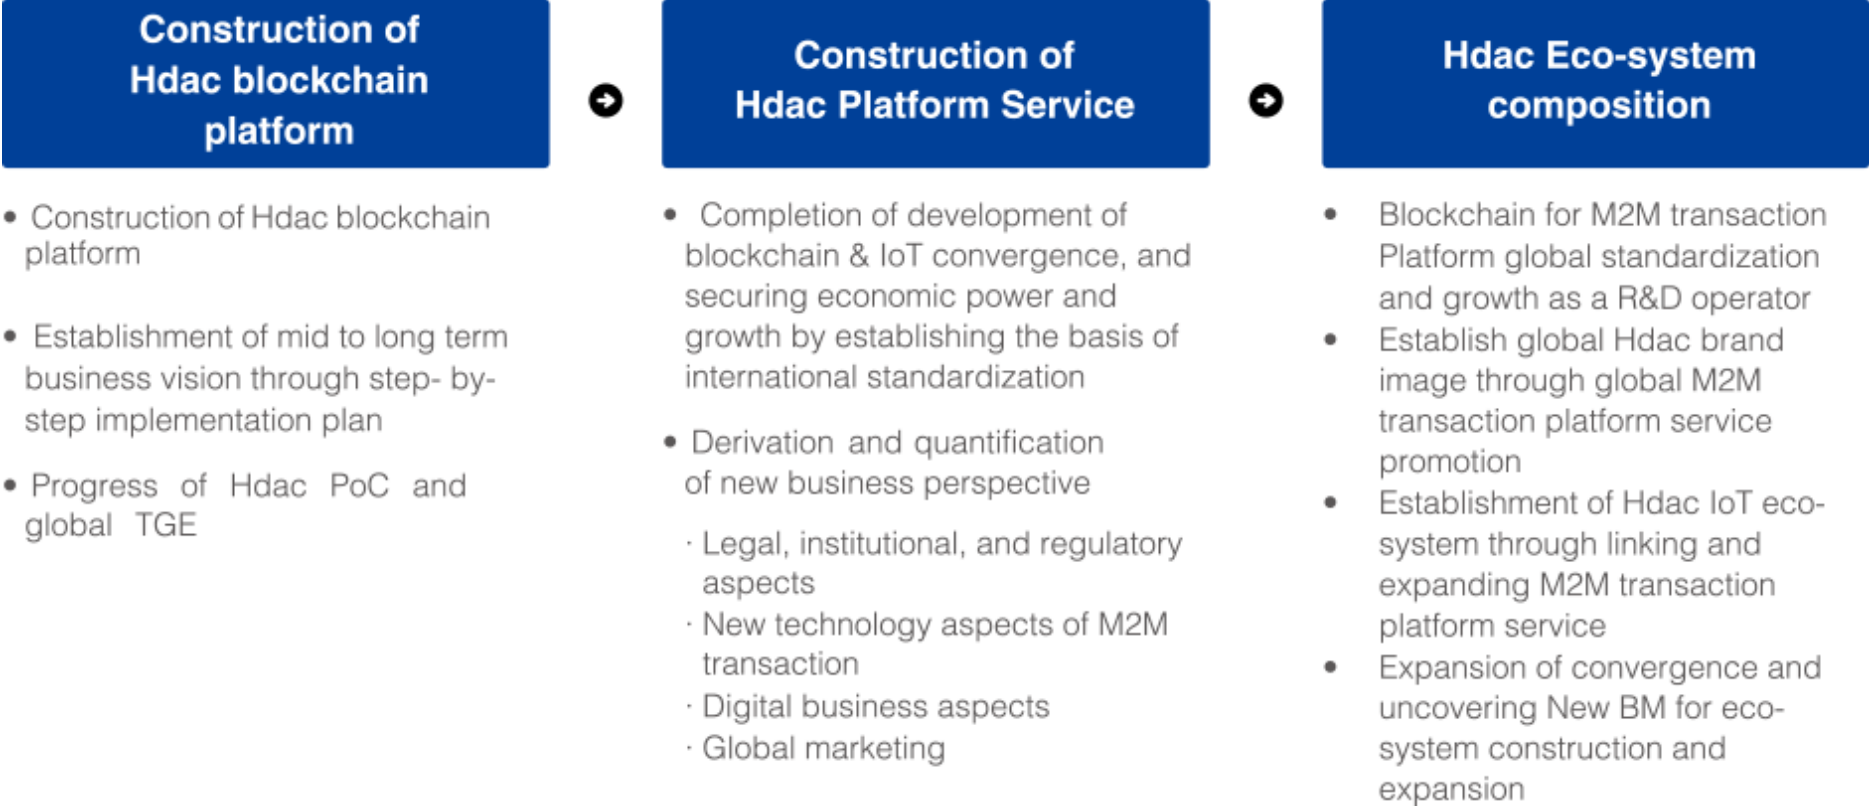 Construction of
Hdac blockchain
platform
• Construction of Hdac blockchain
platform
• Establishment of mid to long term
business vision through step- by-
step implementation plan
• Progress of Hdac PoC and
global TGE
Construction of
Hdac Platform Service
• Completion of development of
blockchain & IoT convergence, and
securing economic power and
growth by establishing the basis of
international standardization
• Derivation and quantification
of new business perspective
· Legal, institutional, and regulatory
aspects
· New technology aspects of M2M
transaction
· Digital business aspects
· Global marketing
Hdac Eco-system
composition
• Blockchain for M2M transaction
Platform global standardization
and growth as a R&D operator
• Establish global Hdac brand
image through global M2M
transaction platform service
promotion
• Establishment of Hdac IoT eco-
system through linking and
expanding M2M transaction
platform service
• Expansion of convergence and
uncovering New BM for eco-
system construction and
expansion